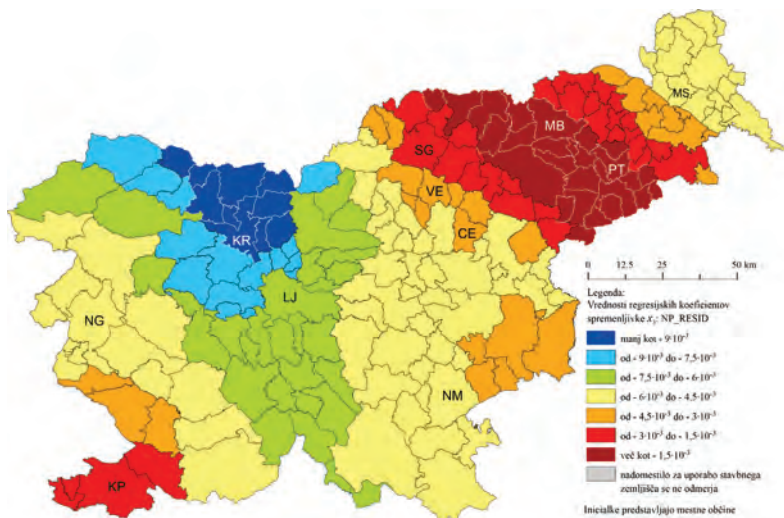 MS
MB
SG
PT
VE
KR
CE
LJ
NG
NM
KP
0 12.5 25 50 km
Legenda:
Vrednosti regresijskih koeficientov
spremenljivke x₇: NP_RESID
manj kot - 9·10⁻³
od - 9·10⁻³ do - 7,5·10⁻³
od - 7,5·10⁻³ do - 6·10⁻³
od - 6·10⁻³ do - 4,5·10⁻³
od - 4,5·10⁻³ do - 3·10⁻³
od - 3·10⁻³ do - 1,5·10⁻³
več kot - 1,5·10⁻³
nadomestilo za uporabo stavbnega
zemljišča se ne odmerja
Inicialke predstavljajo mestne občine